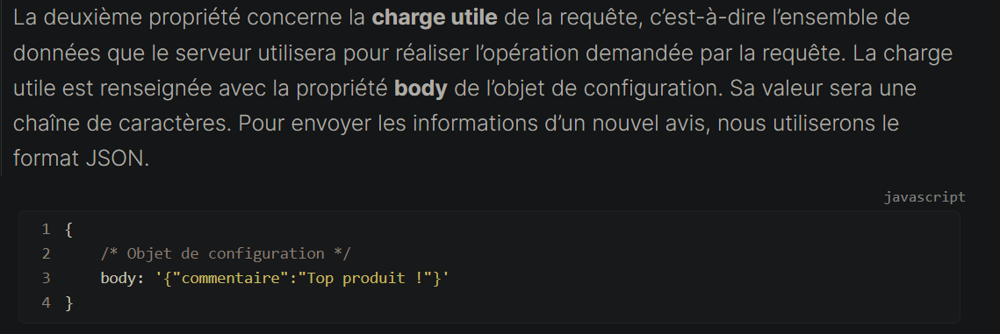 La deuxième propriété concerne la charge utile de la requête, c’est-à-dire l’ensemble de
données que le serveur utilisera pour réaliser l’opération demandée par la requête. La charge
utile est renseignée avec la propriété body de l’objet de configuration. Sa valeur sera une
chaîne de caractères. Pour envoyer les informations d’un nouvel avis, nous utiliserons le
format JSON.
javascript
1 {
2     /* Objet de configuration */
3     body: '{"commentaire":"Top produit !"}'
4 }